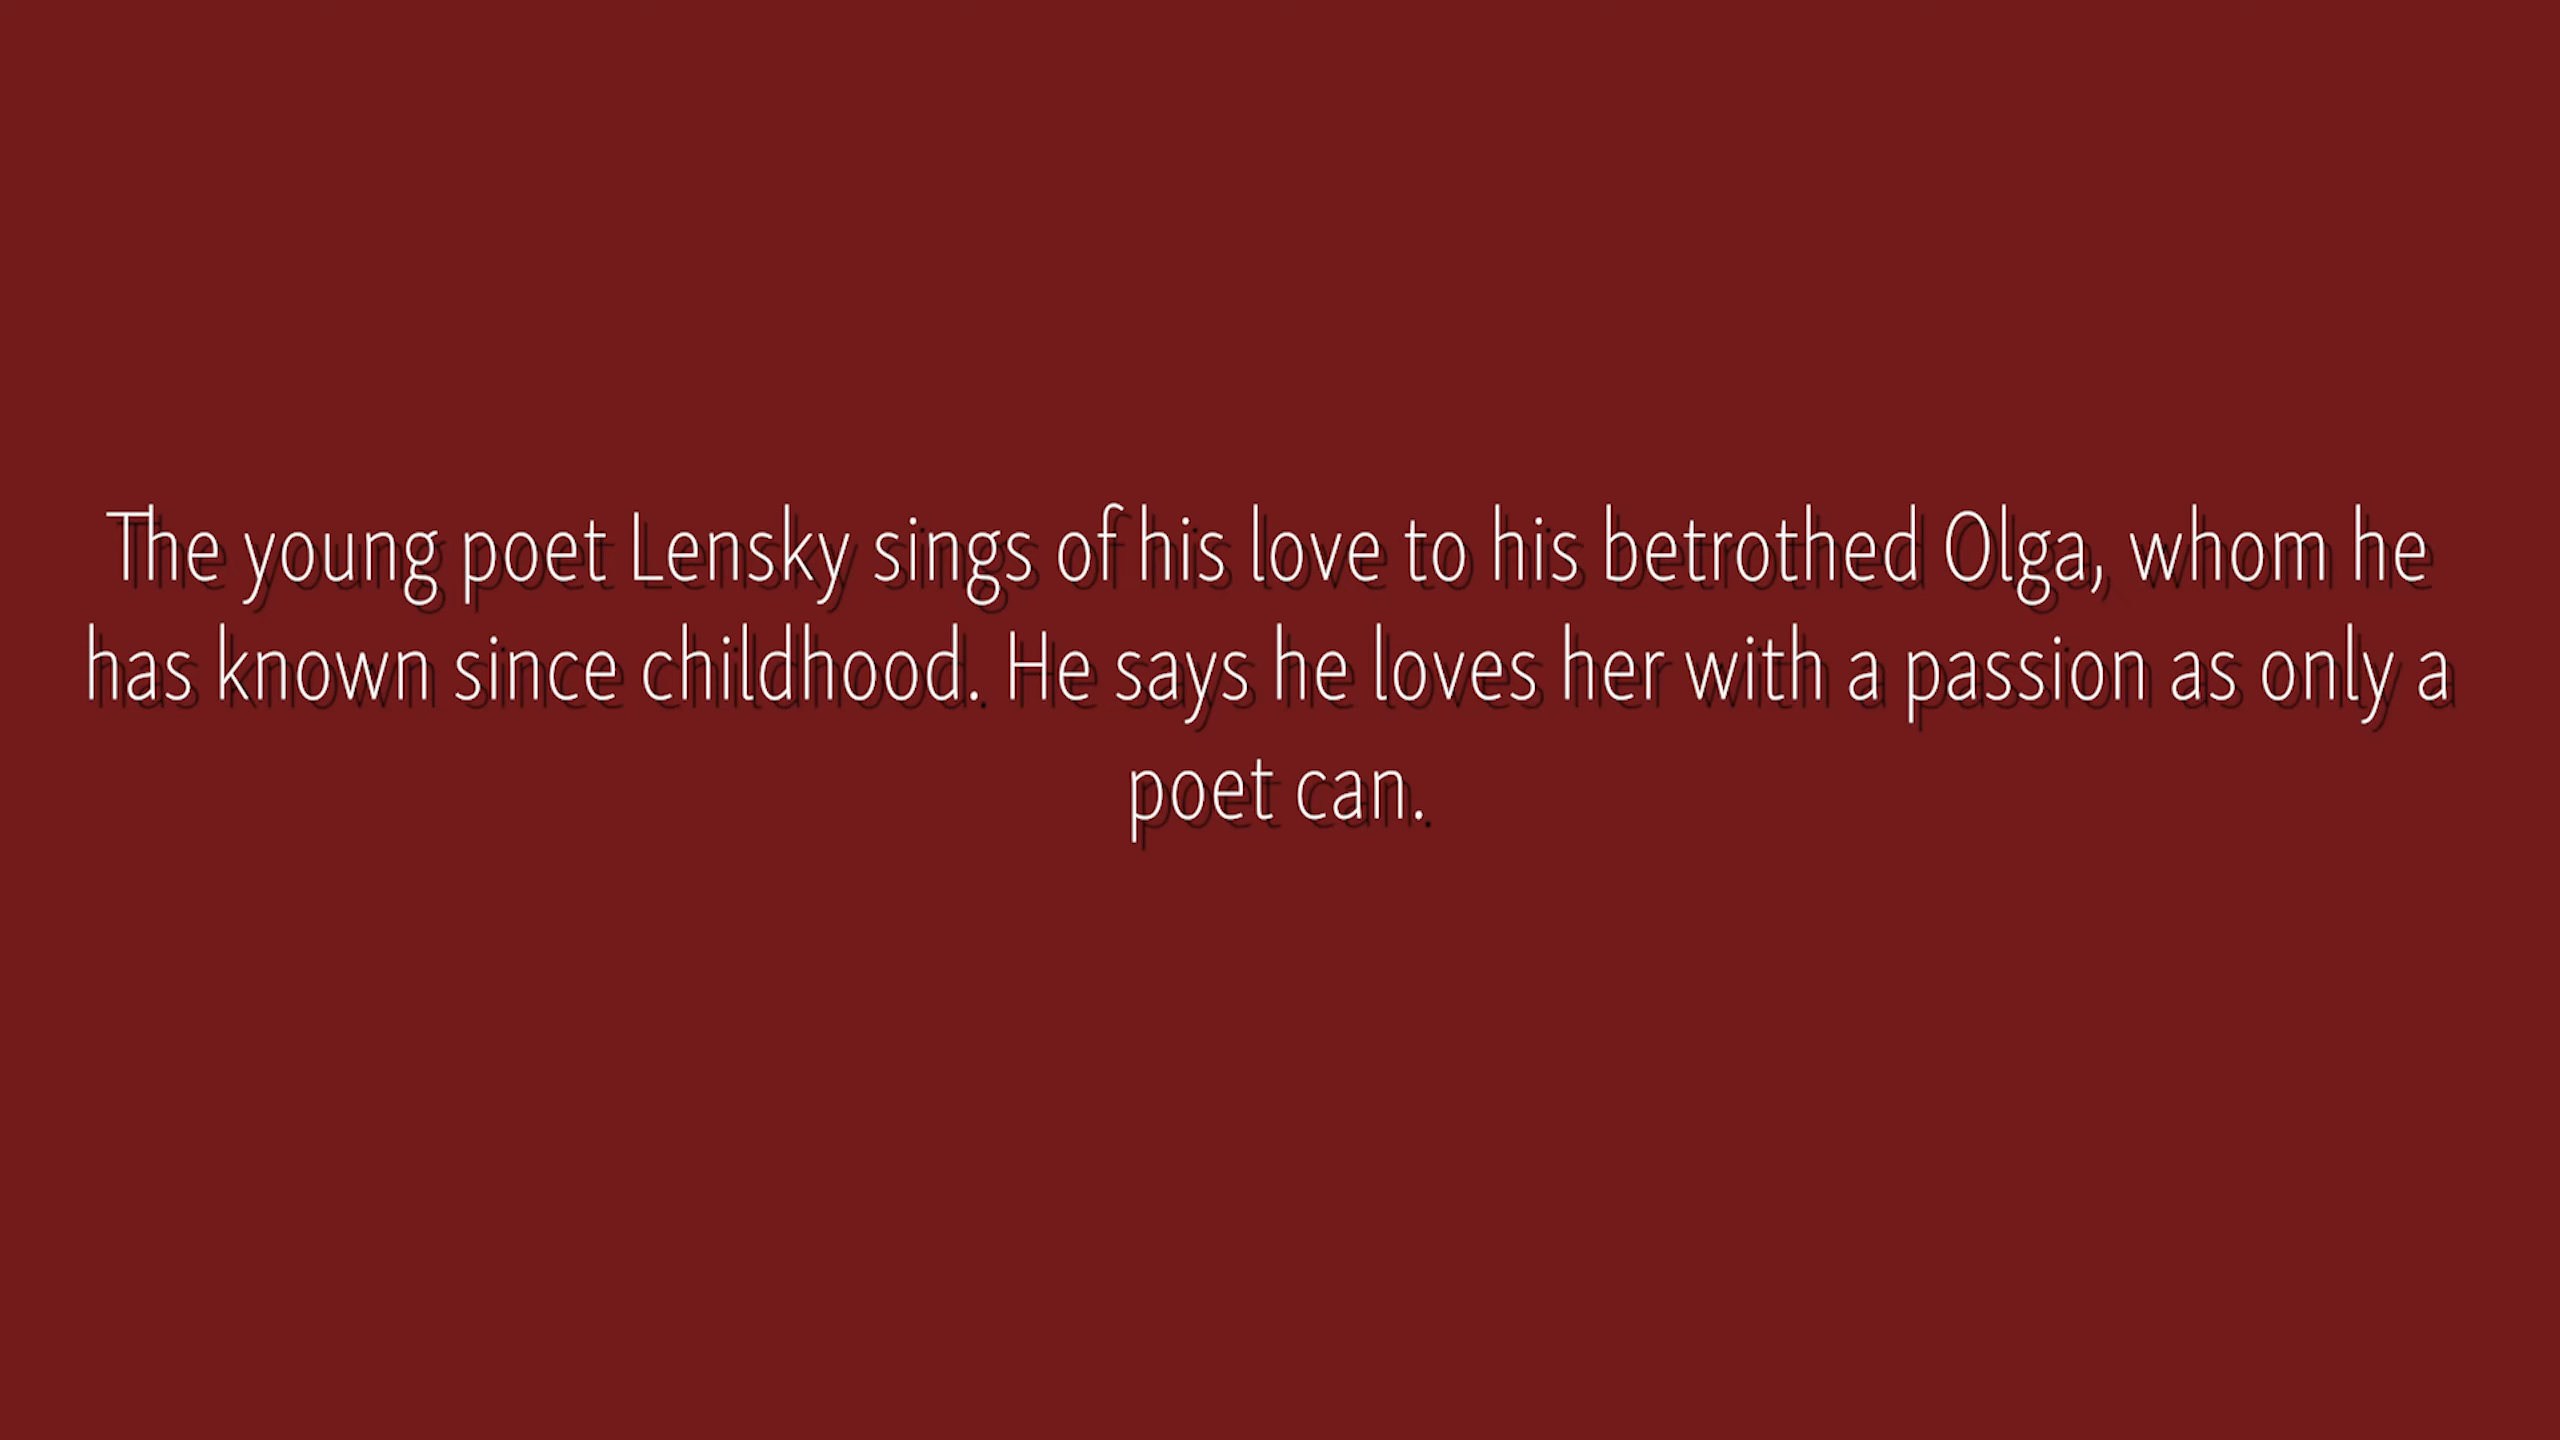 The young poet Lensky sings of his love to his betrothed Olga, whom he
has known since childhood. He says he loves her with a passion as only a
poet can.